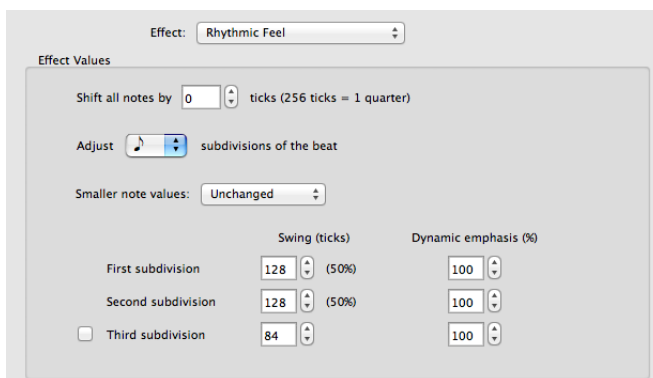 Effect: Rhythmic Feel
Effect Values
Shift all notes by 0 ticks (256 ticks = 1 quarter)
Adjust ♪ subdivisions of the beat
Smaller note values: Unchanged
Swing (ticks) Dynamic emphasis (%)
First subdivision 128 (50%) 100
Second subdivision 128 (50%) 100
Third subdivision 84 100